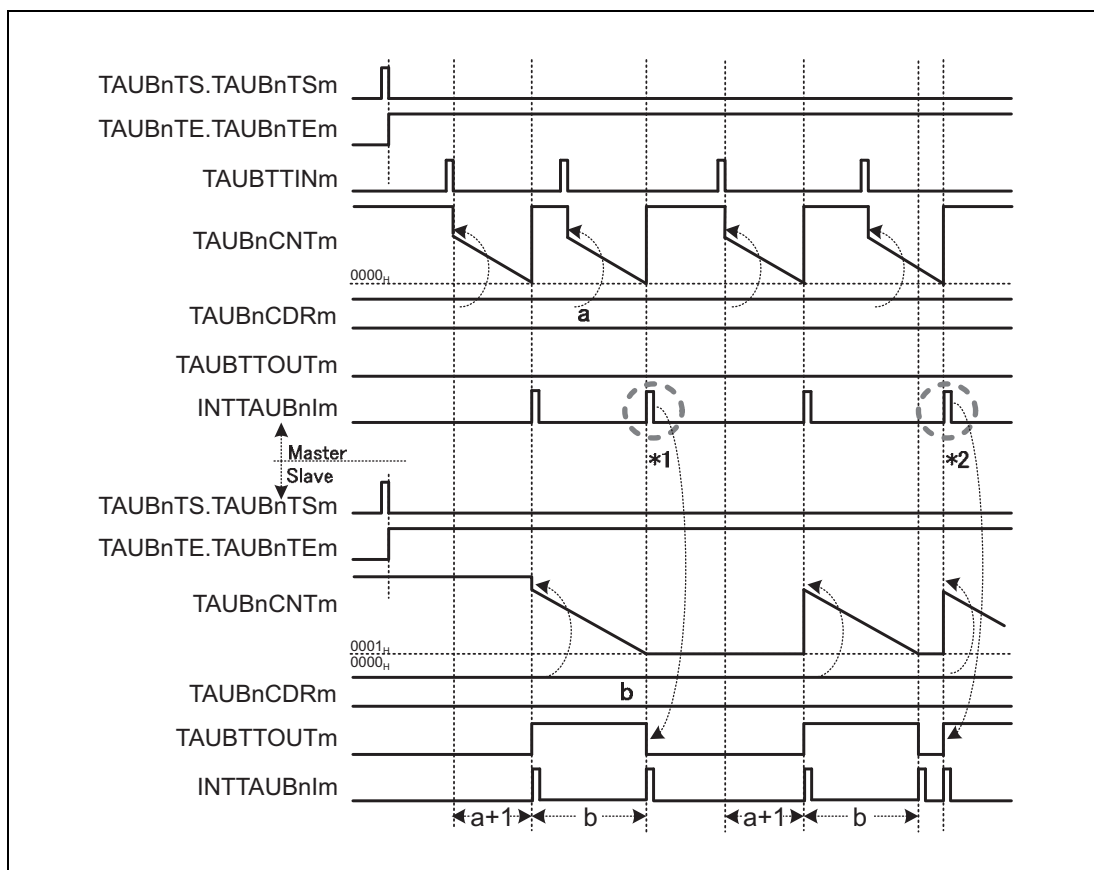 TAUBnTS.TAUBnTSm
TAUBnTE.TAUBnTEm
TAUBTTINm
TAUBnCNTm
0000H
TAUBnCDRm
a
TAUBTTOUTm
INTTAUBnIm
*1
*2
Master
Slave
TAUBnTS.TAUBnTSm
TAUBnTE.TAUBnTEm
TAUBnCNTm
0001H
0000H
TAUBnCDRm
b
TAUBTTOUTm
INTTAUBnIm
a+1 b a+1 b